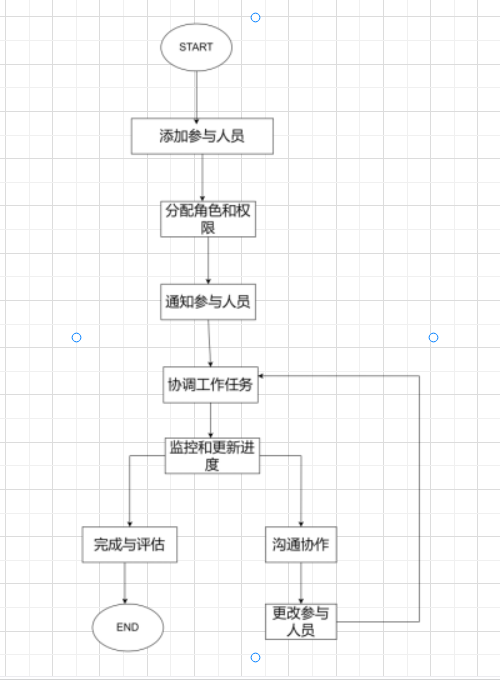 START
添加参与人员
分配角色和权
限
通知参与人员
协调工作任务
监控和更新进
度
完成与评估
沟通协作
更改参与
人员
END